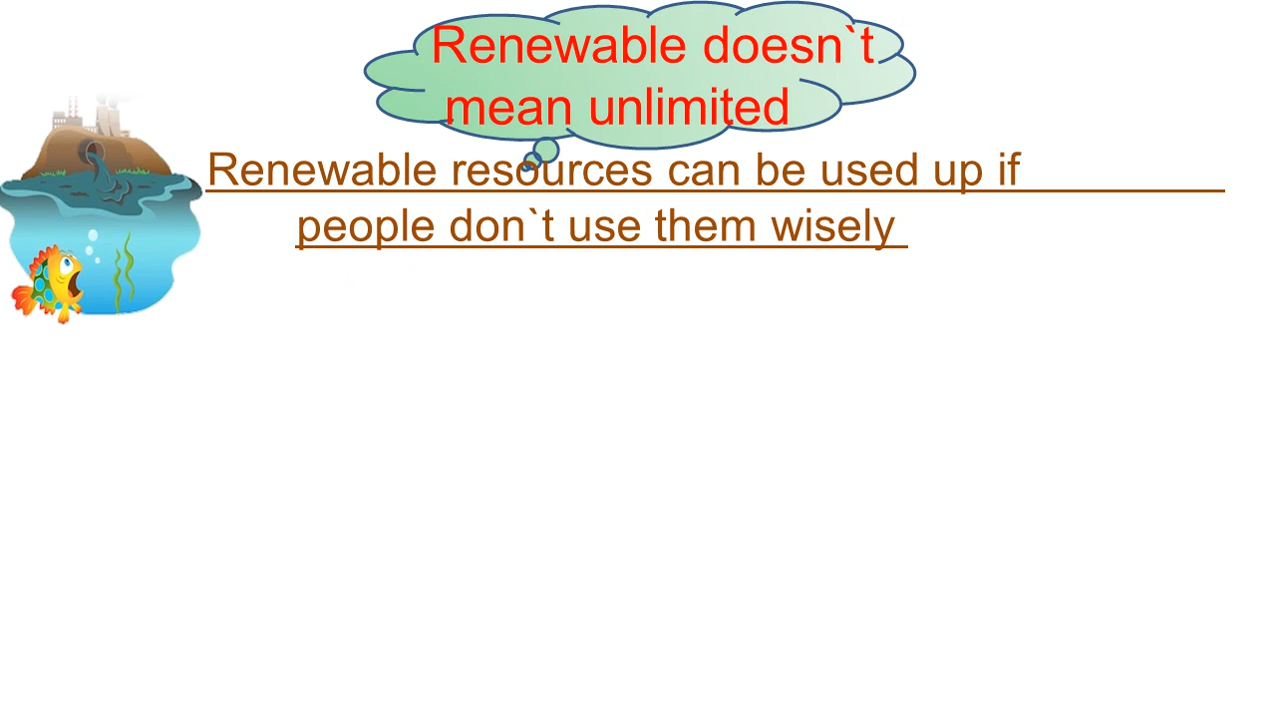 Renewable doesn`t
mean unlimited
Renewable resources can be used up if
people don`t use them wisely